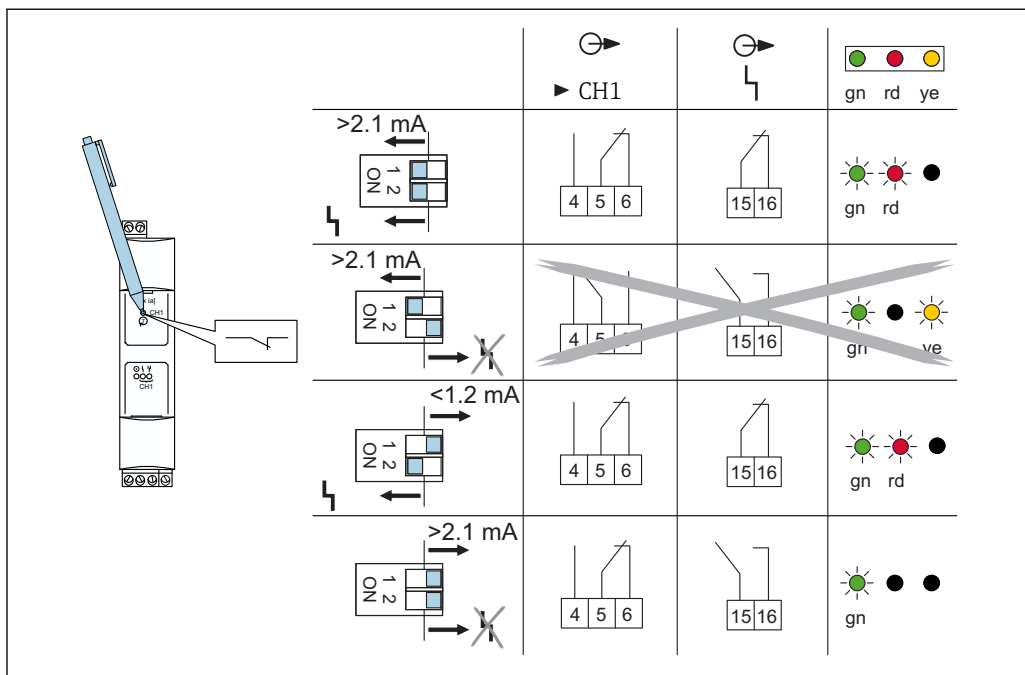 ► CH1
gn rd ye
>2.1 mA
1 2
ON
4 5 6
15 16
gn rd
x ia]
CH1
CH1
>2.1 mA
1 2
ON
4 5 6
15 16
gn ye
<1.2 mA
1 2
ON
4 5 6
15 16
gn rd
>2.1 mA
1 2
ON
4 5 6
15 16
gn